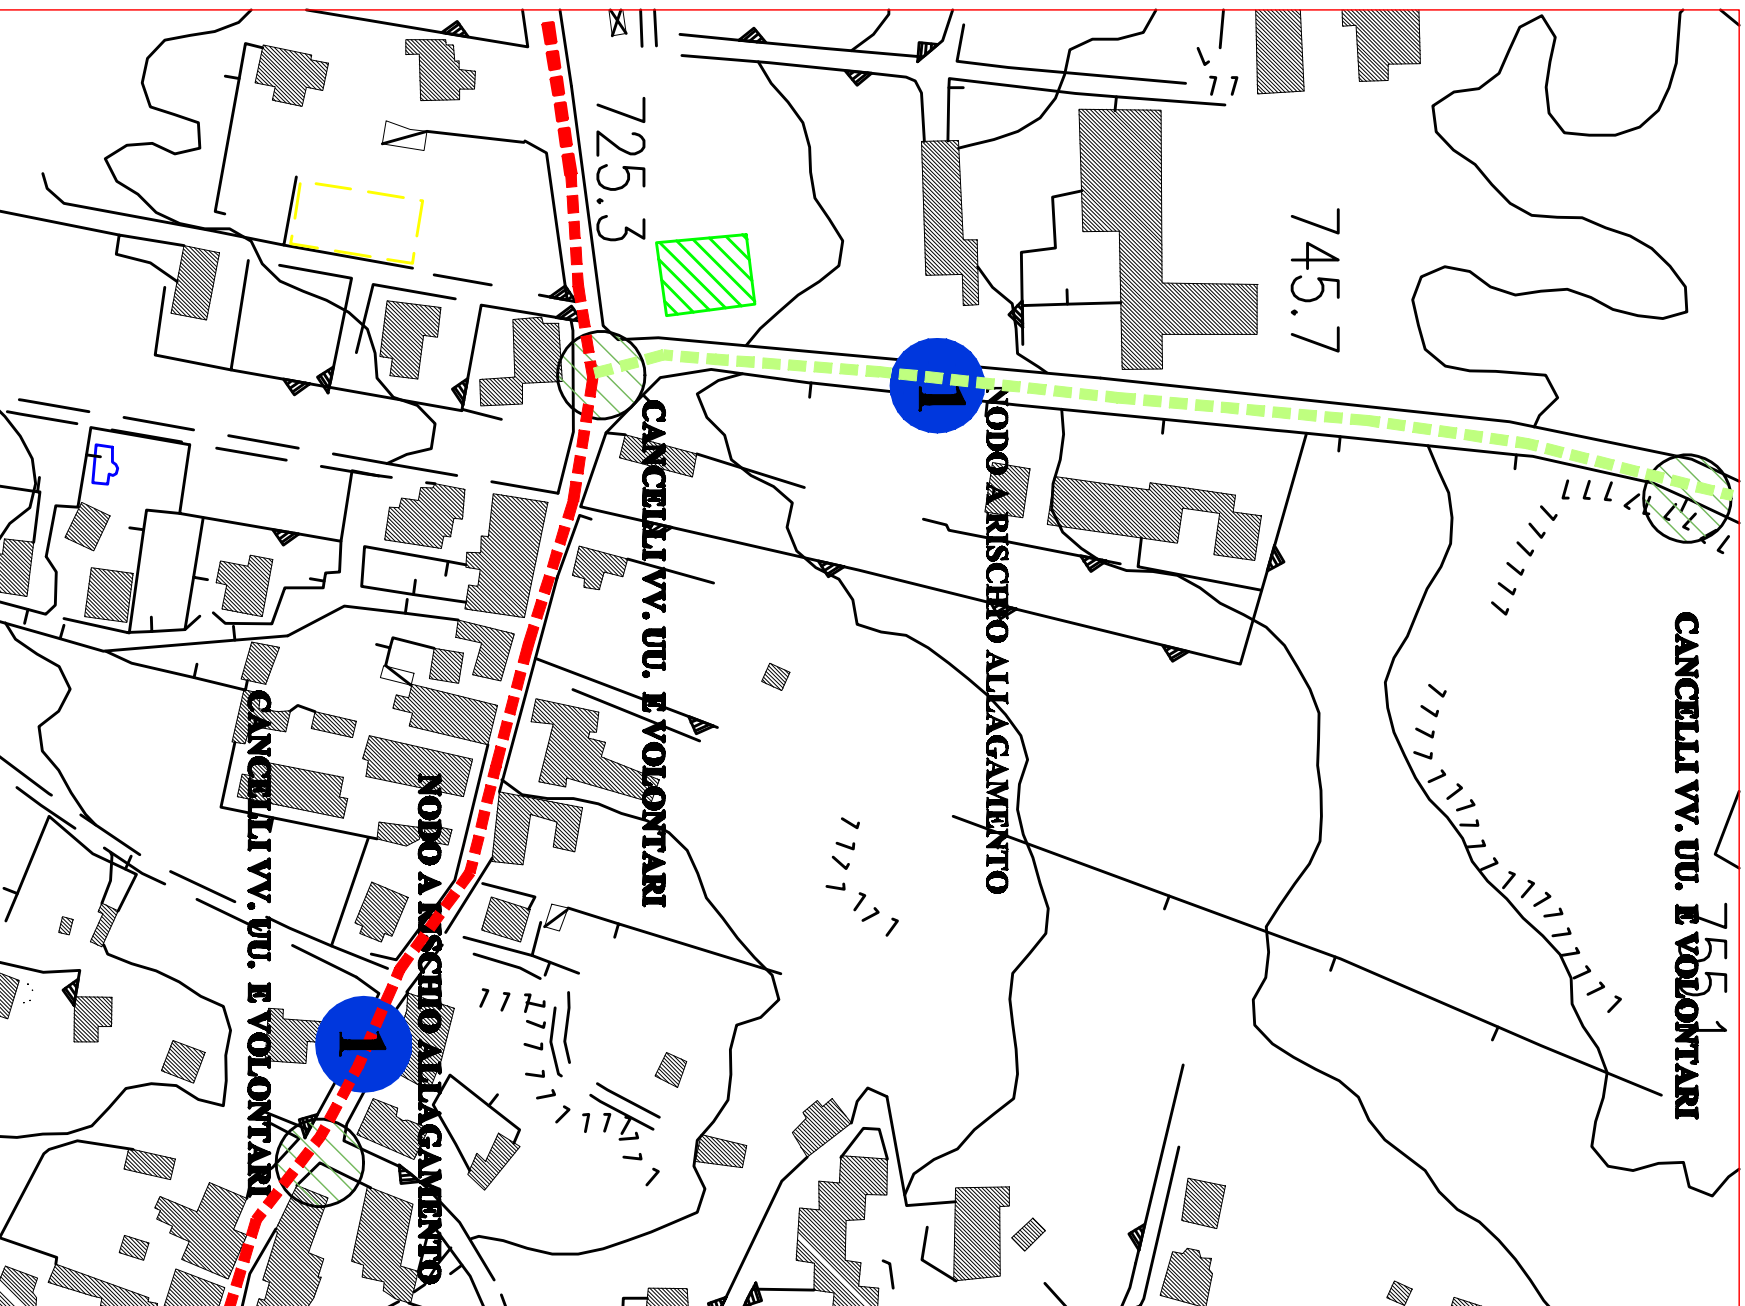 725.3
745.7
755.1
1
NODO A RISCHIO ALLAGAMENTO
CANCELLI VV. UU. E VOLONTARI
CANCELLI VV. UU. E VOLONTARI
CANCELLI VV. UU. E VOLONTARI
NODO A RISCHIO ALLAGAMENTO
1